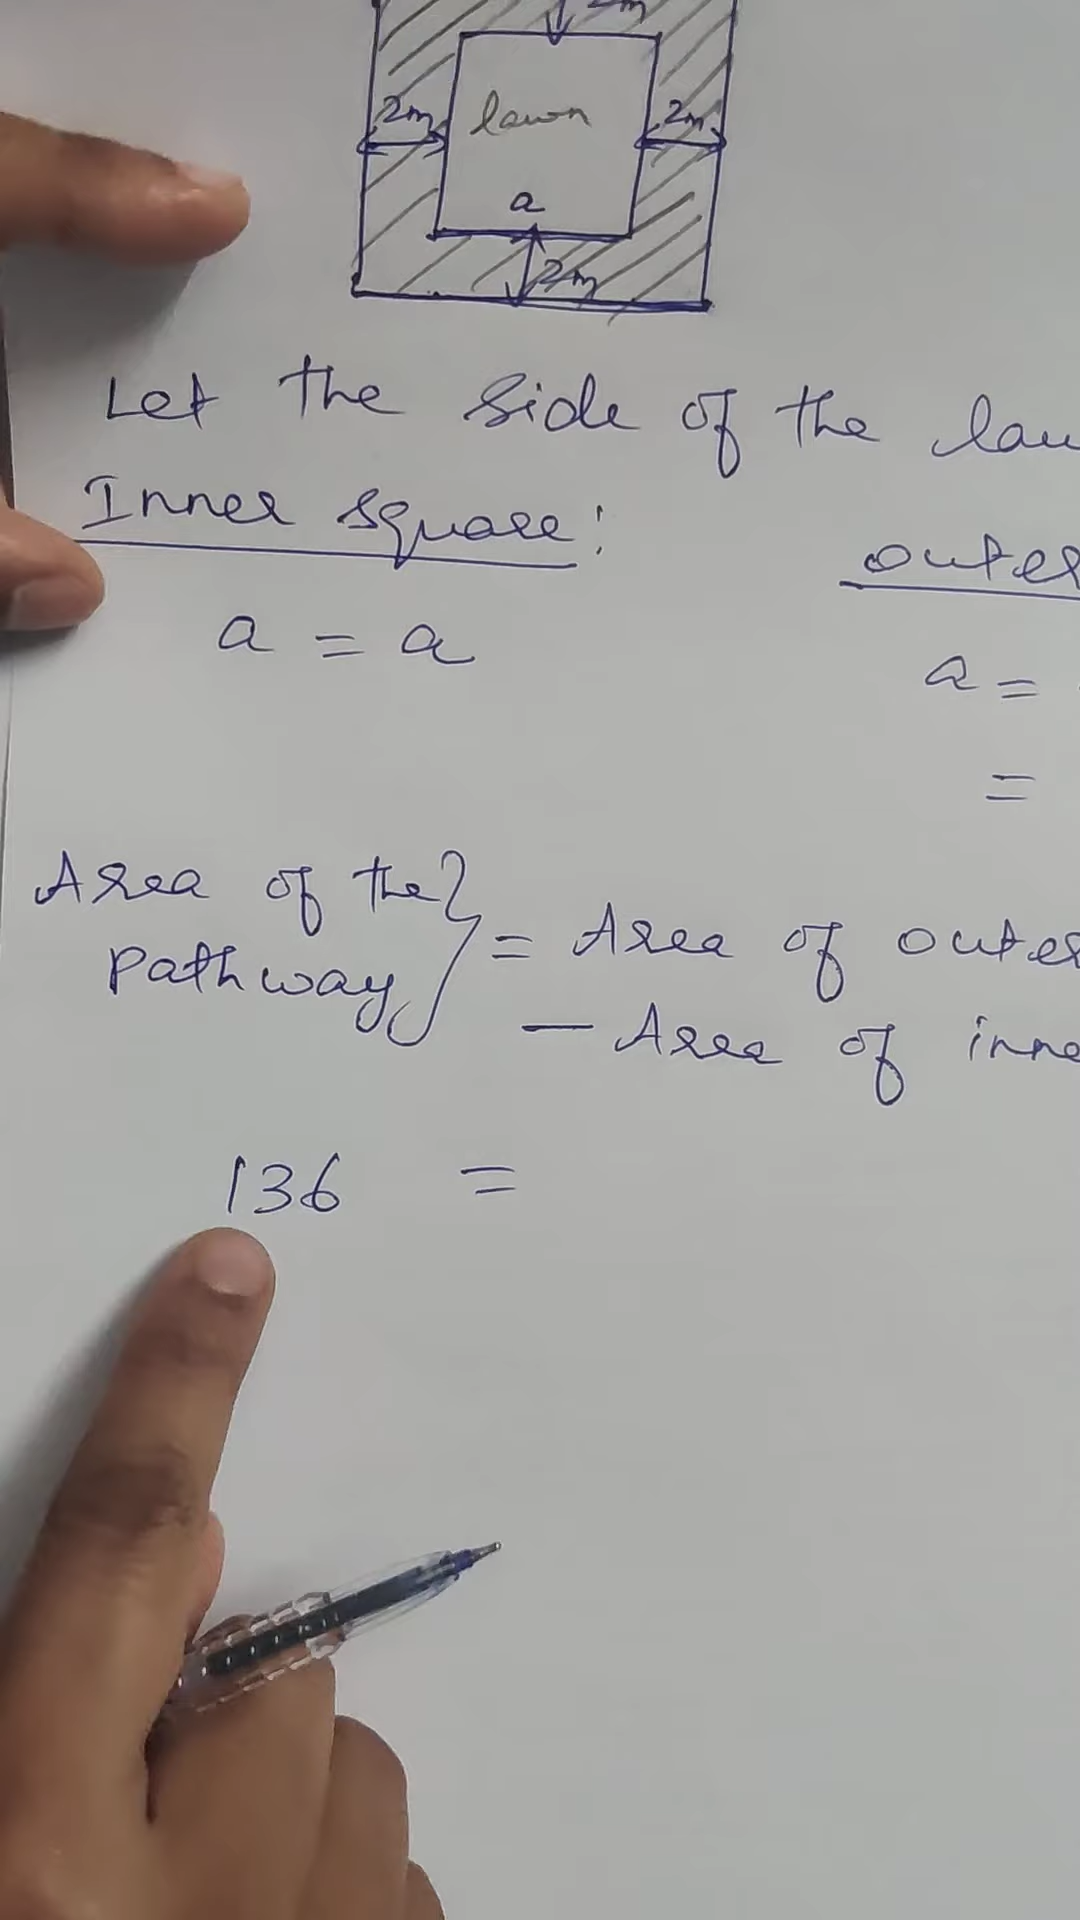 2m
2m lawn 2m
a
2m
Let the side of the
Inner square:
outer
a = a
a =
=
Area of the
Pathway } = Area of outer
— Area of inne
136 =